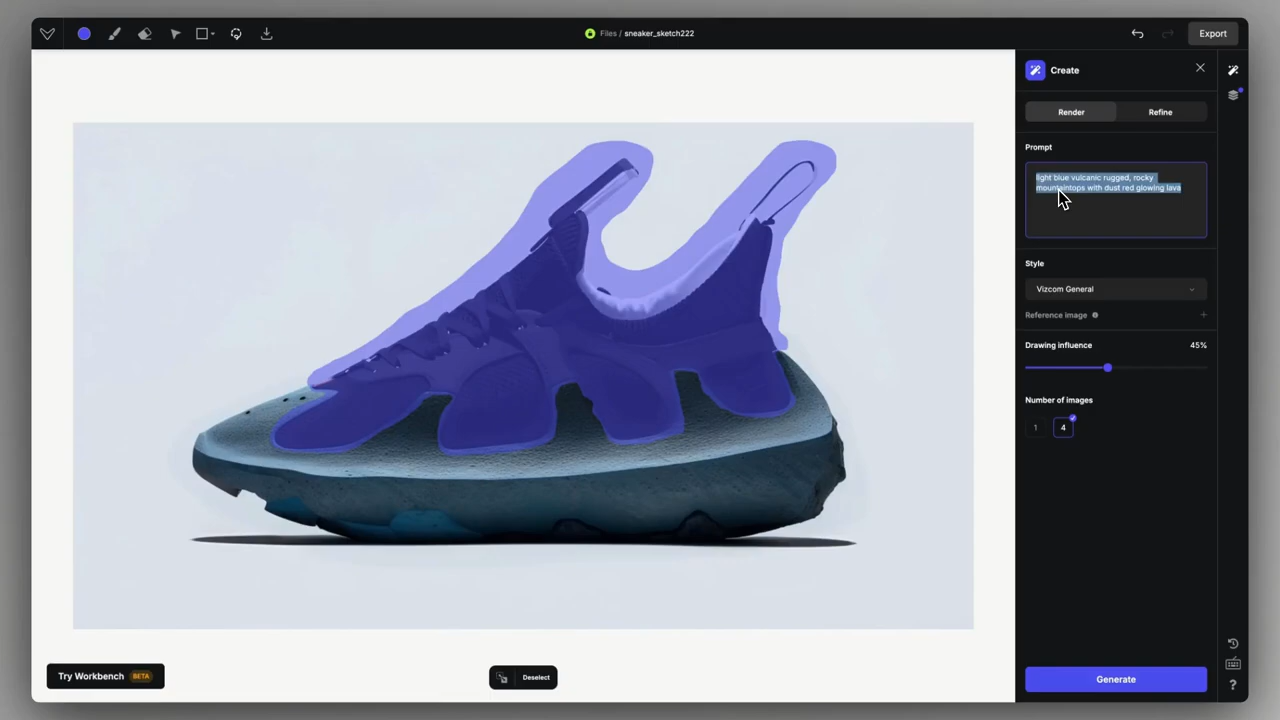 Files / sneaker_sketch222
Export
Create
Render
Refine
Prompt
light blue vulcanic rugged, rocky
mountaintops with dust red glowing lava
Style
Vizcom General
Reference image
Drawing influence
45%
Number of images
1
4
Try Workbench
BETA
Deselect
Generate